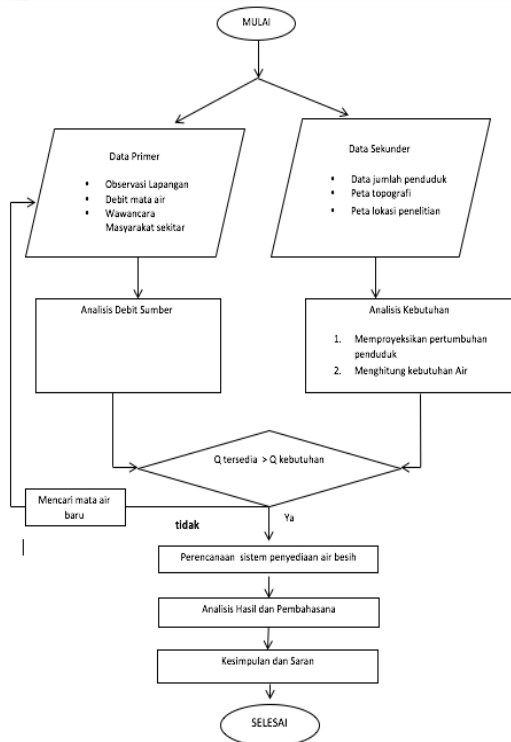 MULAI
Data Primer
• Observasi Lapangan
• Debit mata air
• Wawancara
Masyarakat sekitar
Data Sekunder
• Data jumlah penduduk
• Peta topografi
• Peta lokasi penelitian
Analisis Debit Sumber
Analisis Kebutuhan
1. Memproyeksikan pertumbuhan
penduduk
2. Menghitung kebutuhan Air
Q tersedia > Q kebutuhan
Mencari mata air
baru
tidak
Ya
Perencanaan sistem penyediaan air besih
Analisis Hasil dan Pembahasana
Kesimpulan dan Saran
SELESAI